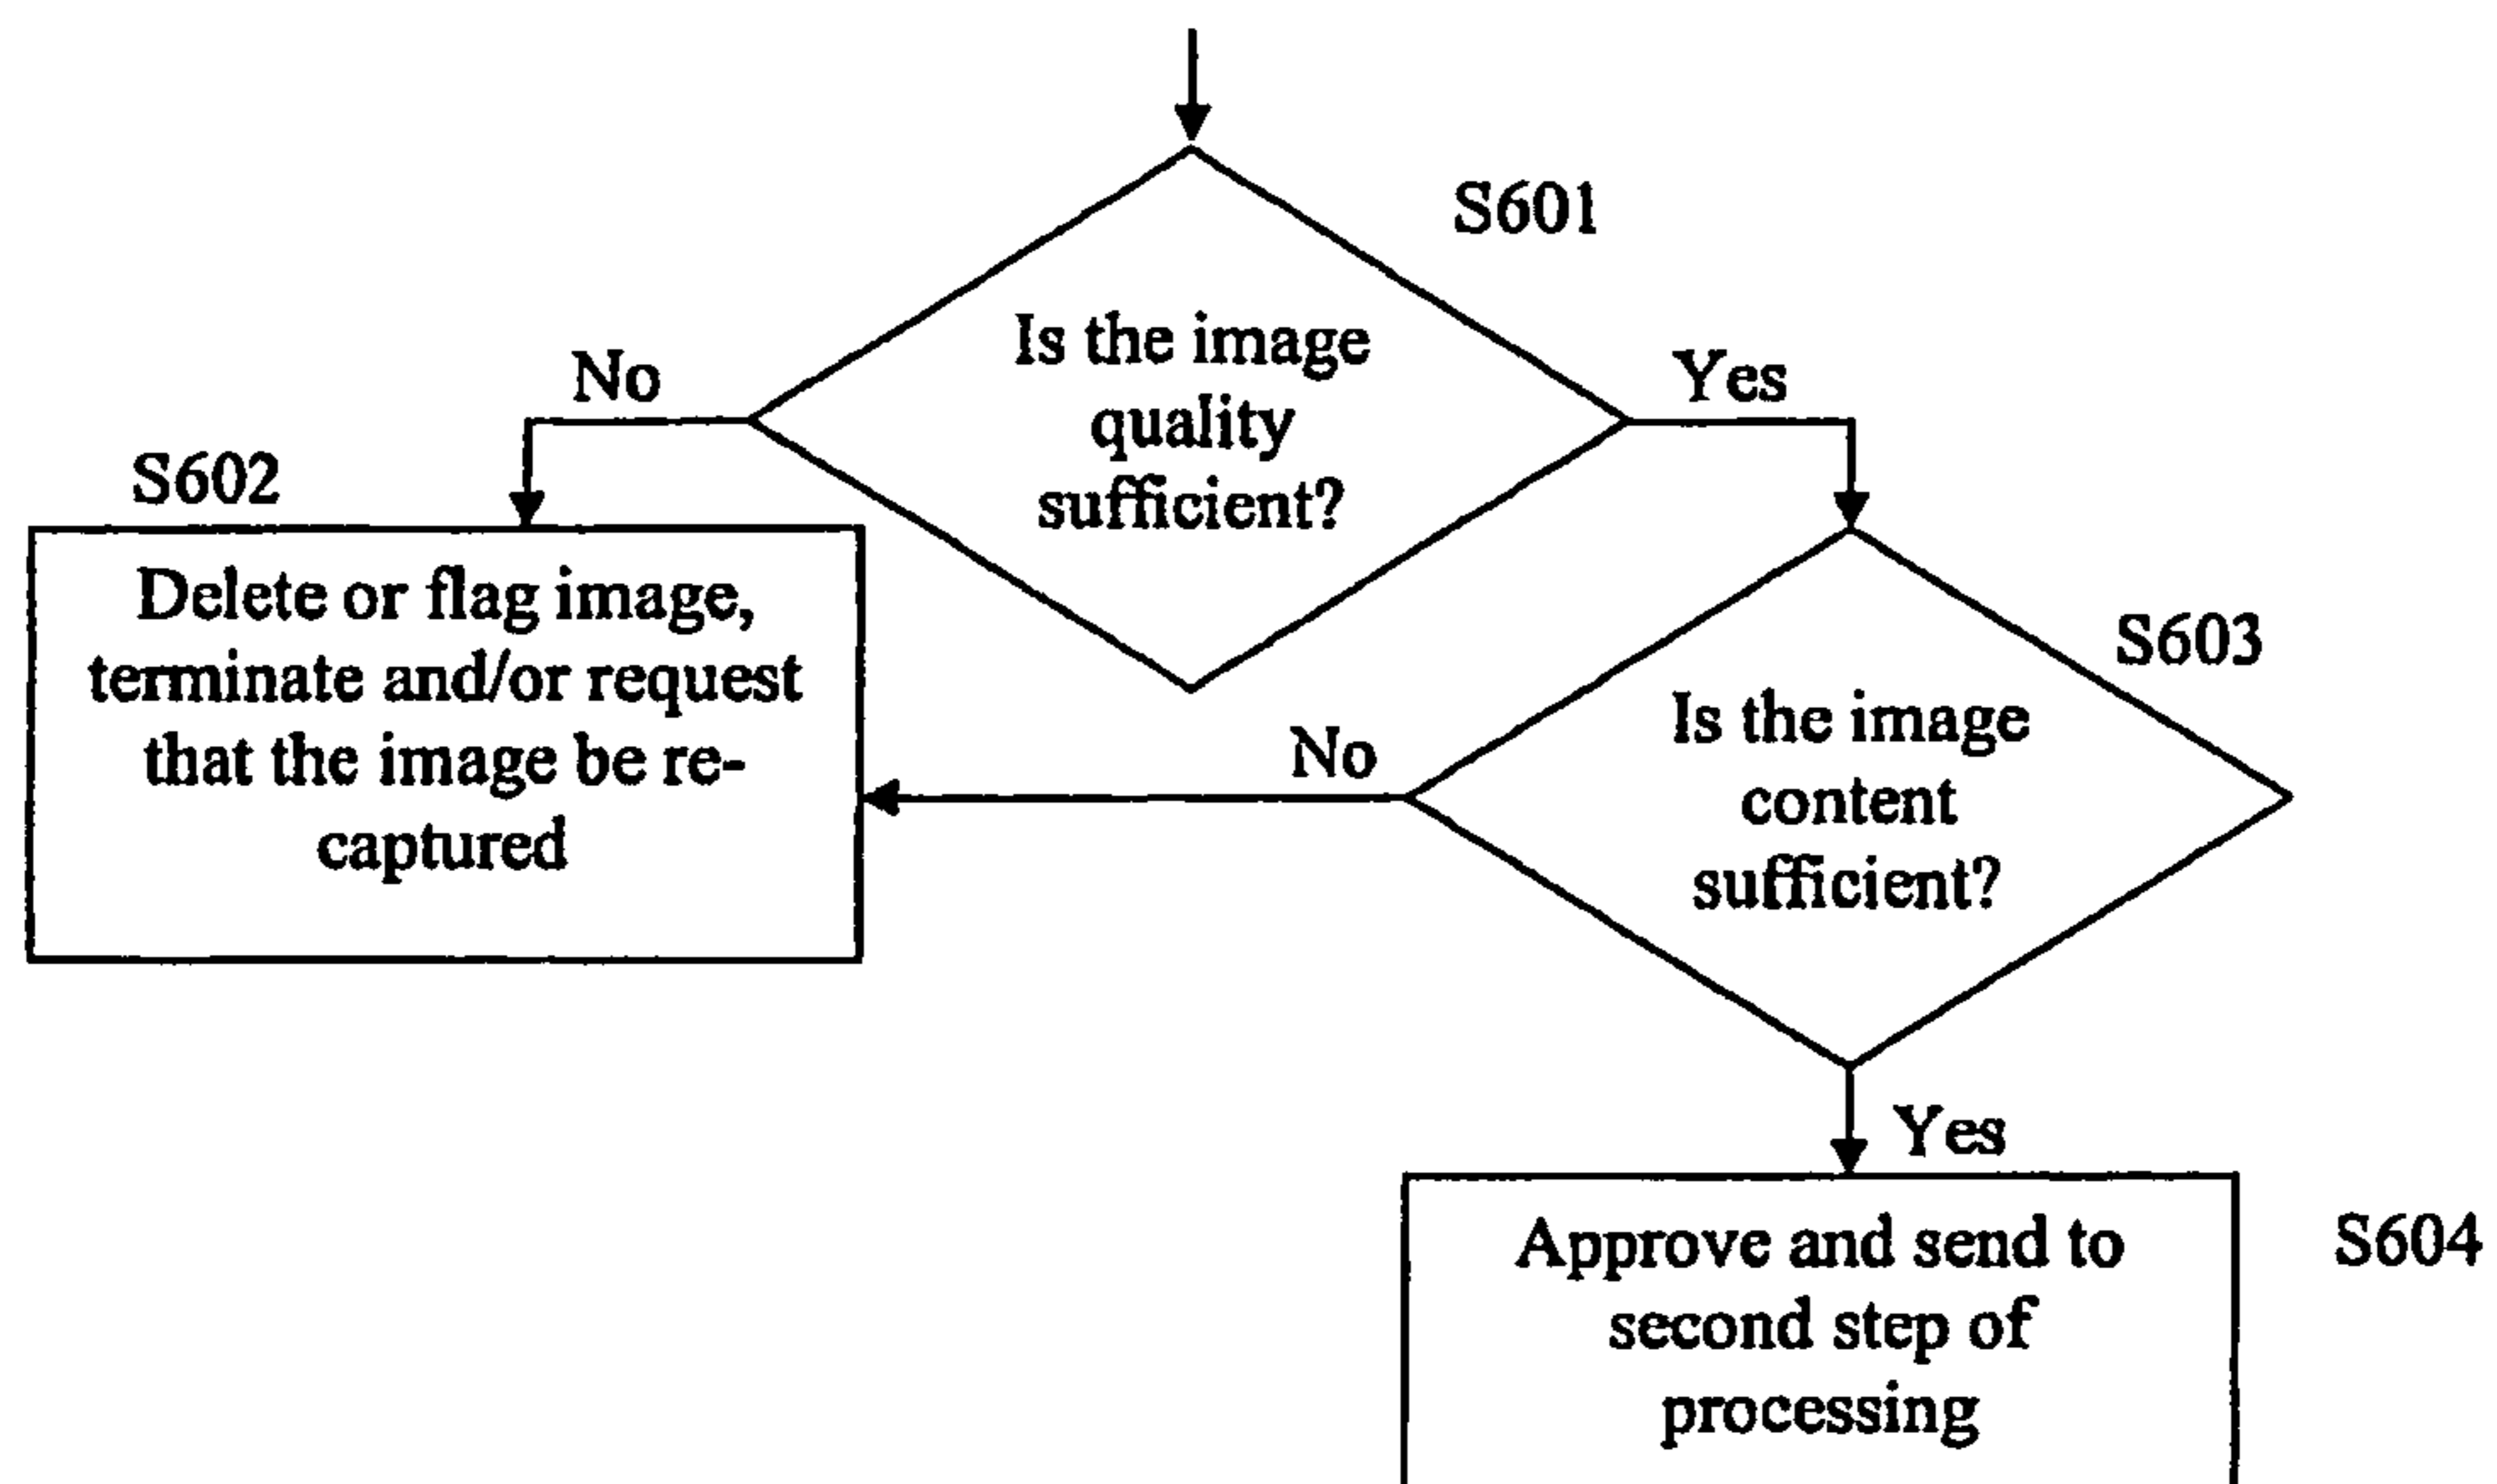 S601
Is the image
quality
sufficient?
No
Yes
S602
Delete or flag image,
terminate and/or request
that the image be re-
captured
S603
Is the image
content
sufficient?
No
Yes
S604
Approve and send to
second step of
processing